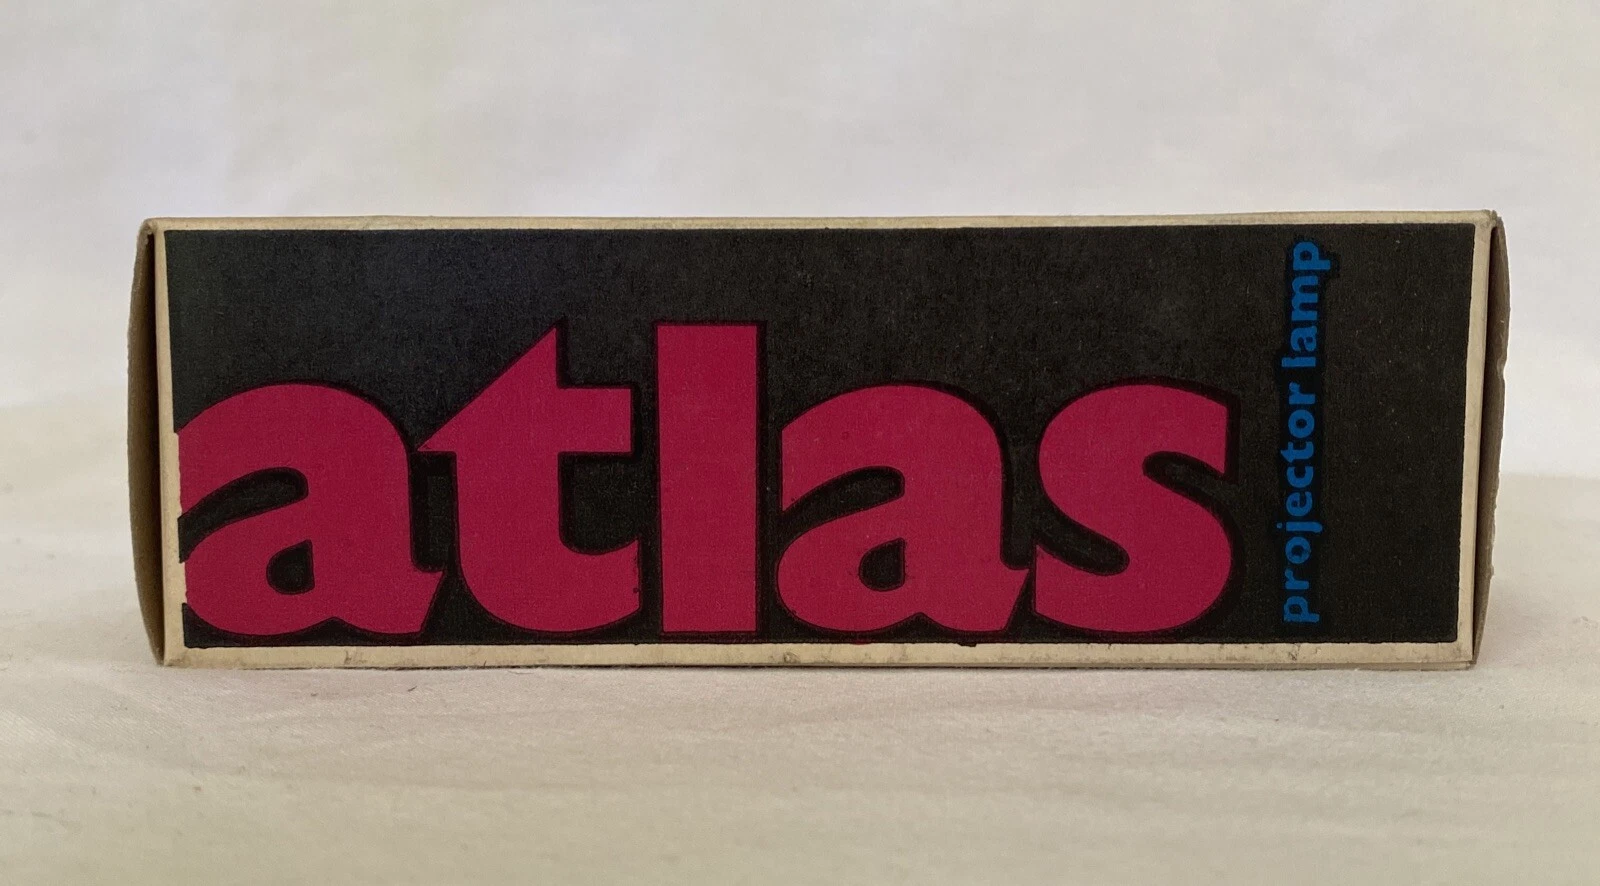 atlas
projector lamp